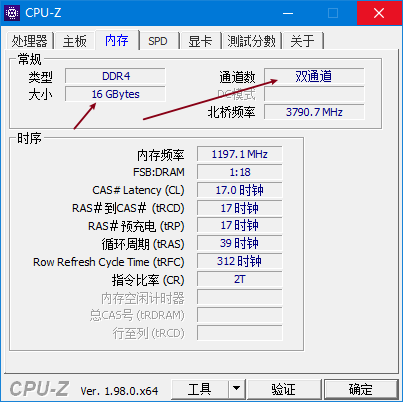 CPU-Z
处理器 主板 内存 SPD 显卡 测试分数 关于
常规
类型 DDR4 通道数 双通道
大小 16 GBytes DC模式
北桥频率 3790.7 MHz
时序
内存频率 1197.1 MHz
FSB:DRAM 1:18
CAS# Latency (CL) 17.0 时钟
RAS#到CAS# (tRCD) 17 时钟
RAS#预充电 (tRP) 17 时钟
循环周期 (tRAS) 39 时钟
Row Refresh Cycle Time (tRFC) 312 时钟
指令比率 (CR) 2T
内存空闲计时器
总CAS号 (tRDRAM)
行至列 (tRCD)
CPU-Z Ver. 1.98.0.x64 工具 验证 确定